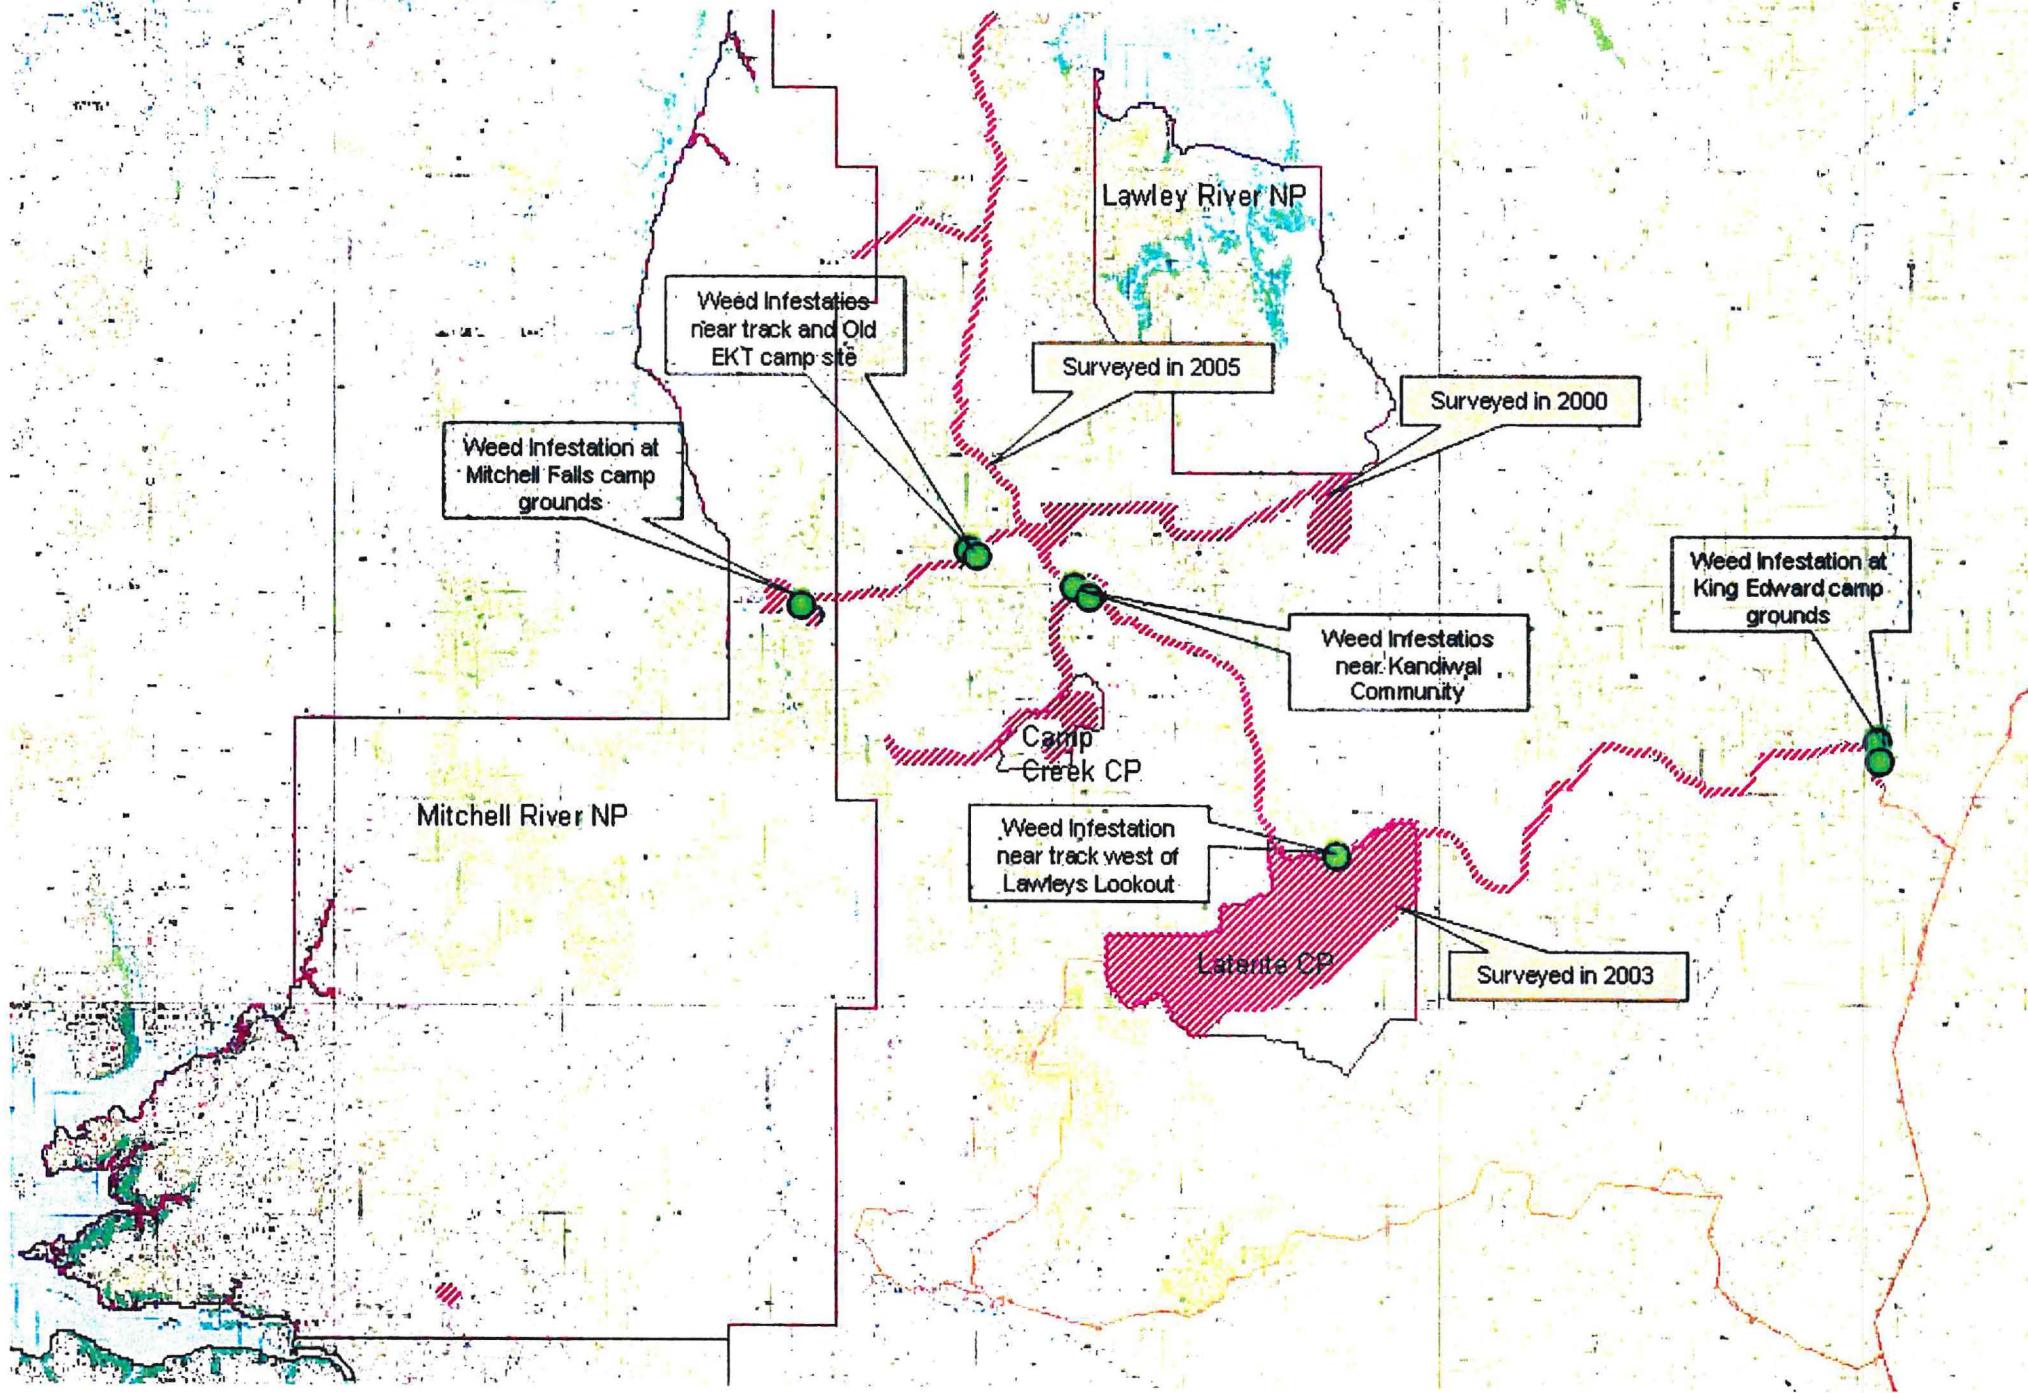 Lawley River NP
Weed Infestatios
near track and Old
EKT camp site
Surveyed in 2005
Surveyed in 2000
Weed Infestation at
Mitchell Falls camp
grounds
Weed Infestation at
King Edward camp
grounds
Weed Infestatios
near Kandiwal
Community
Camp
Creek CP
Mitchell River NP
Weed Infestation
near track west of
Lawleys Lookout
Laterite CP
Surveyed in 2003